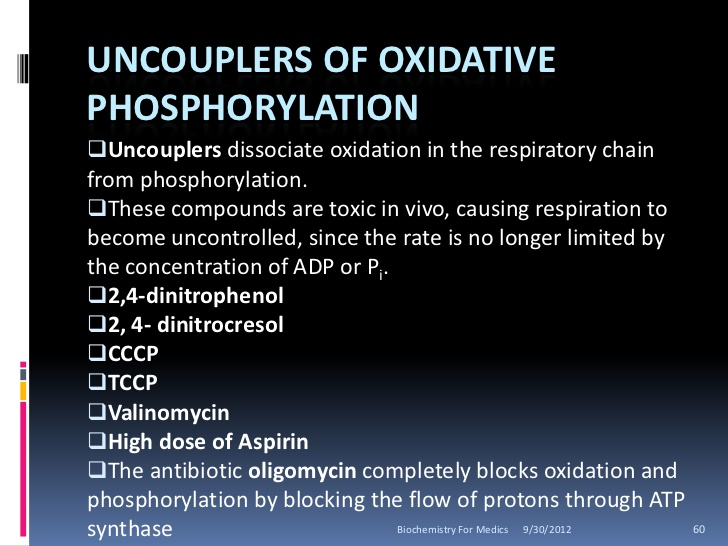 UNCOUPLERS OF OXIDATIVE
PHOSPHORYLATION
❑Uncouplers dissociate oxidation in the respiratory chain
from phosphorylation.
❑These compounds are toxic in vivo, causing respiration to
become uncontrolled, since the rate is no longer limited by
the concentration of ADP or Pi.
❑2,4-dinitrophenol
❑2, 4- dinitrocresol
❑CCCP
❑TCCP
❑Valinomycin
❑High dose of Aspirin
❑The antibiotic oligomycin completely blocks oxidation and
phosphorylation by blocking the flow of protons through ATP
synthase
Biochemistry For Medics 9/30/2012 60